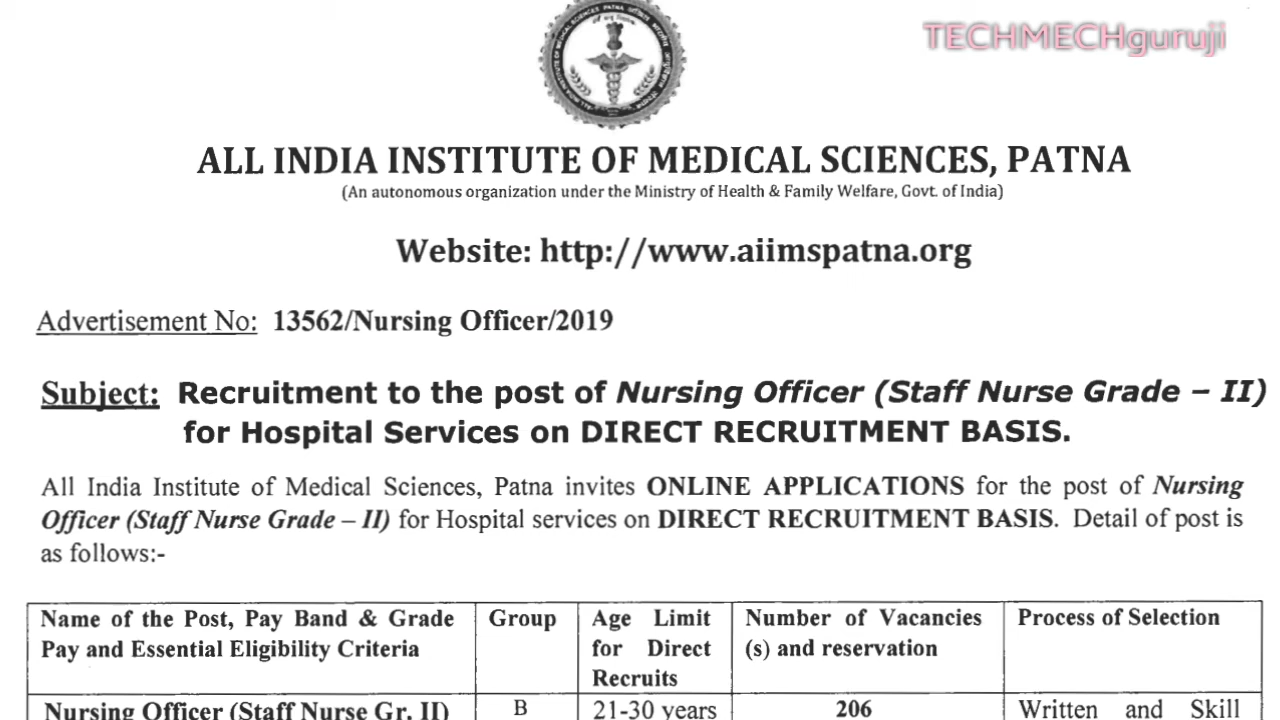 TECHMECHguruji
ALL INDIA INSTITUTE OF MEDICAL SCIENCES, PATNA
(An autonomous organization under the Ministry of Health & Family Welfare, Govt. of India)
Website: http://www.aiimspatna.org
Advertisement No: 13562/Nursing Officer/2019
Subject: Recruitment to the post of Nursing Officer (Staff Nurse Grade – II)
for Hospital Services on DIRECT RECRUITMENT BASIS.
All India Institute of Medical Sciences, Patna invites ONLINE APPLICATIONS for the post of Nursing
Officer (Staff Nurse Grade – II) for Hospital services on DIRECT RECRUITMENT BASIS. Detail of post is
as follows:-
Name of the Post, Pay Band & Grade
Pay and Essential Eligibility Criteria
Group
Age Limit
for Direct
Recruits
Number of Vacancies
(s) and reservation
Process of Selection
Nursing Officer (Staff Nurse Gr. II)
B
21-30 years
206
Written and Skill